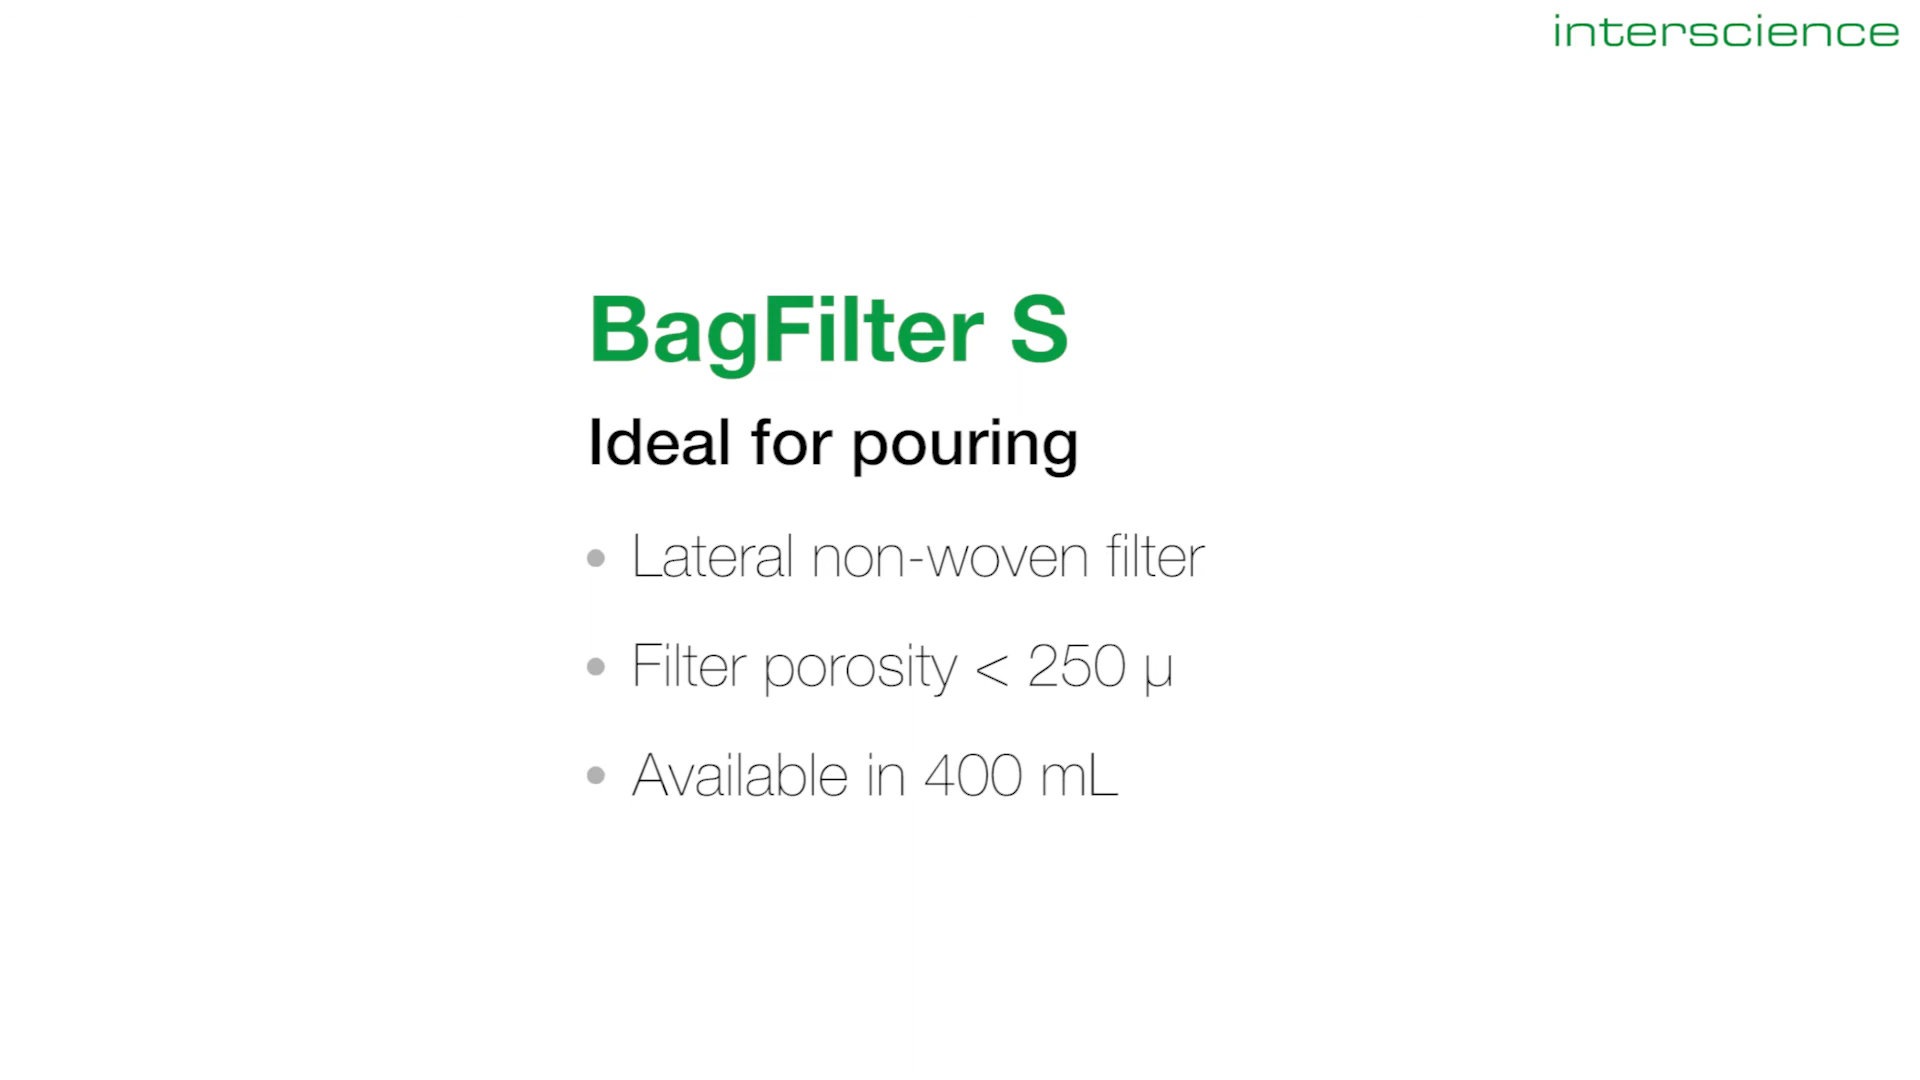 interscience
BagFilter S
Ideal for pouring
• Lateral non-woven filter
• Filter porosity < 250 µ
• Available in 400 mL